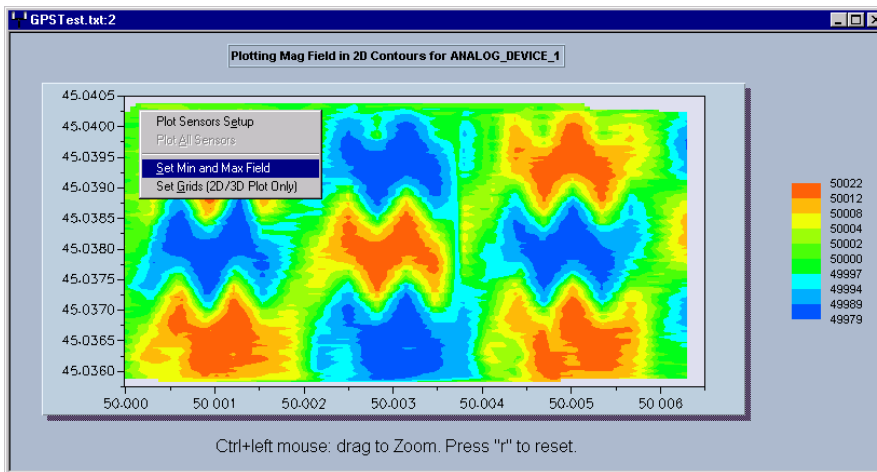 GPSTest.txt:2
Plotting Mag Field in 2D Contours for ANALOG_DEVICE_1
45.0405
45.0400
45.0395
45.0390
45.0385
45.0380
45.0375
45.0370
45.0365
45.0360
Plot Sensors Setup
Plot All Sensors
Set Min and Max Field
Set Grids (2D/3D Plot Only)
50022
50012
50008
50004
50002
50000
49997
49994
49989
49979
50.000 50 001 50.002 50.003 50.004 50.005 50 006
Ctrl+left mouse: drag to Zoom. Press "r" to reset.